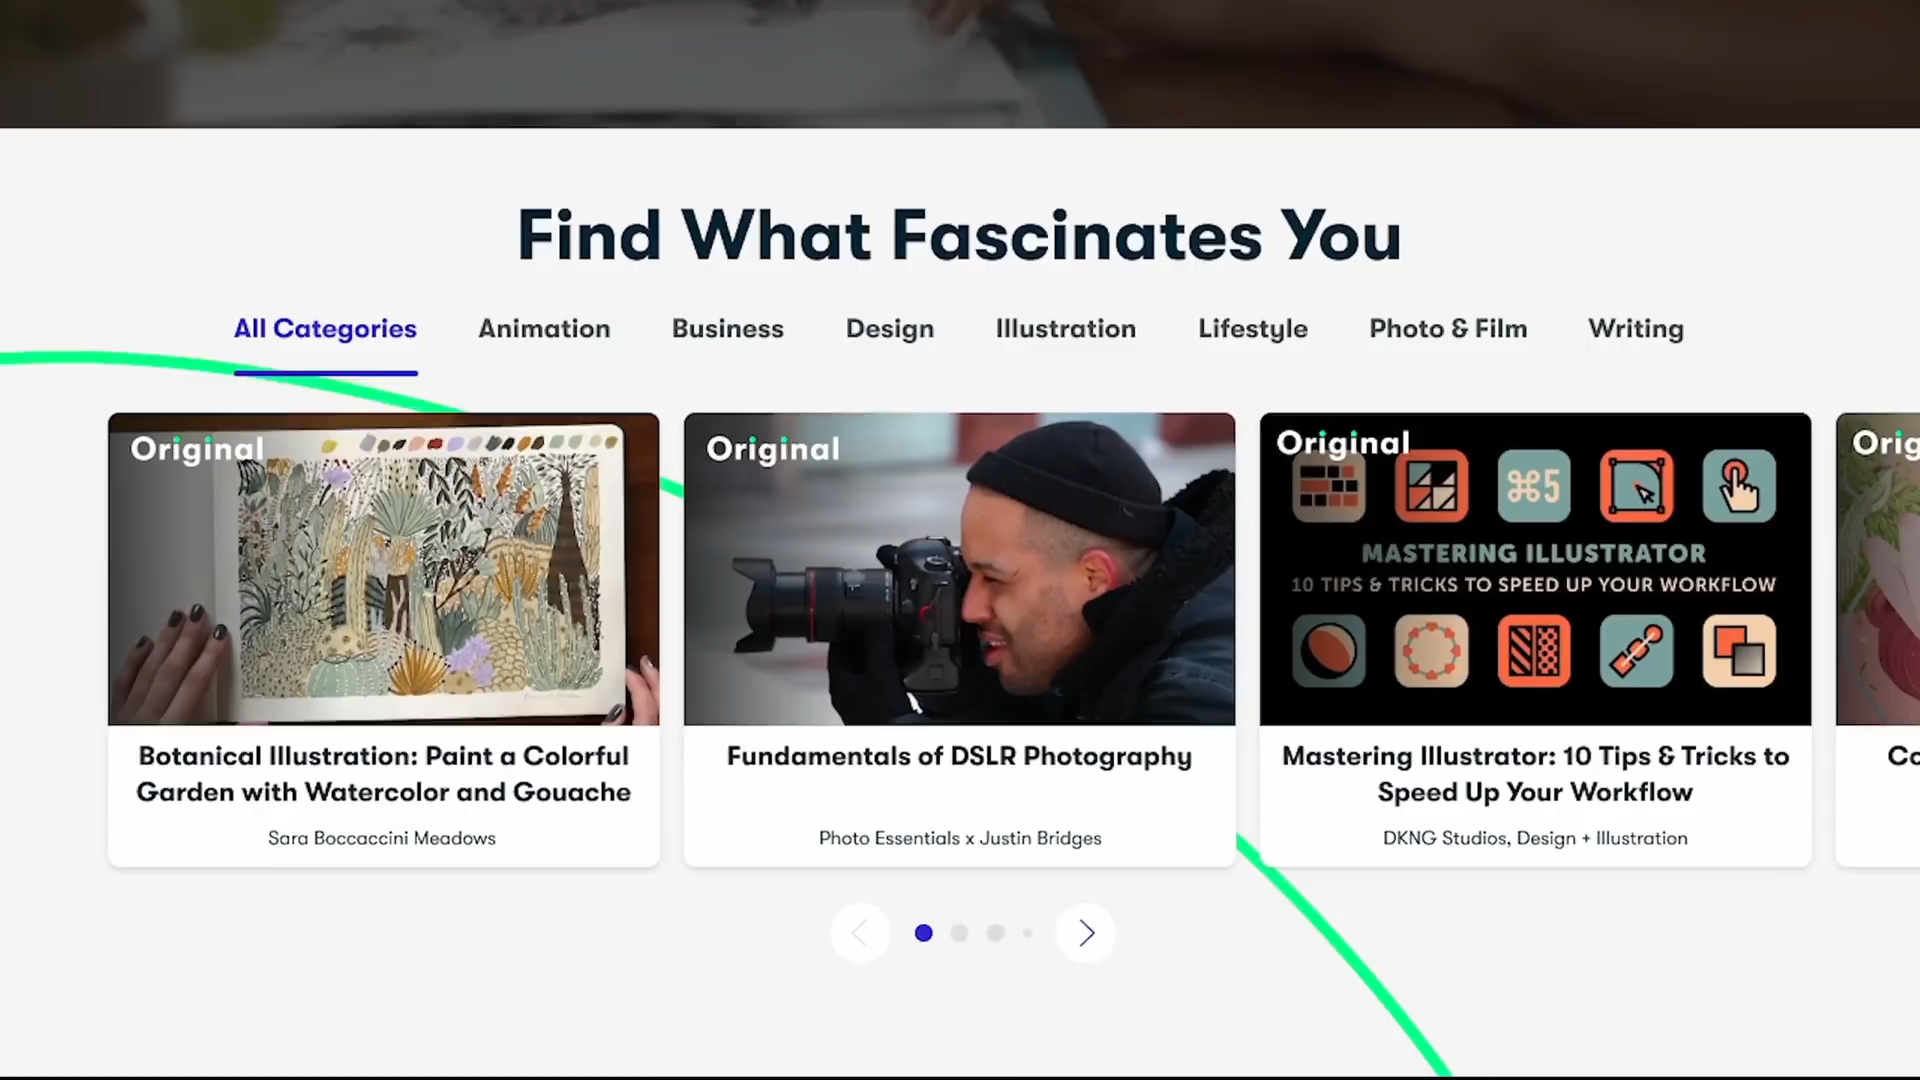 Find What Fascinates You
All Categories Animation Business Design Illustration Lifestyle Photo & Film Writing
Original
Botanical Illustration: Paint a Colorful
Garden with Watercolor and Gouache
Sara Boccaccini Meadows
Original
Fundamentals of DSLR Photography
Photo Essentials x Justin Bridges
Original
⌘5
MASTERING ILLUSTRATOR
10 TIPS & TRICKS TO SPEED UP YOUR WORKFLOW
Mastering Illustrator: 10 Tips & Tricks to
Speed Up Your Workflow
DKNG Studios, Design + Illustration
Orig
Co